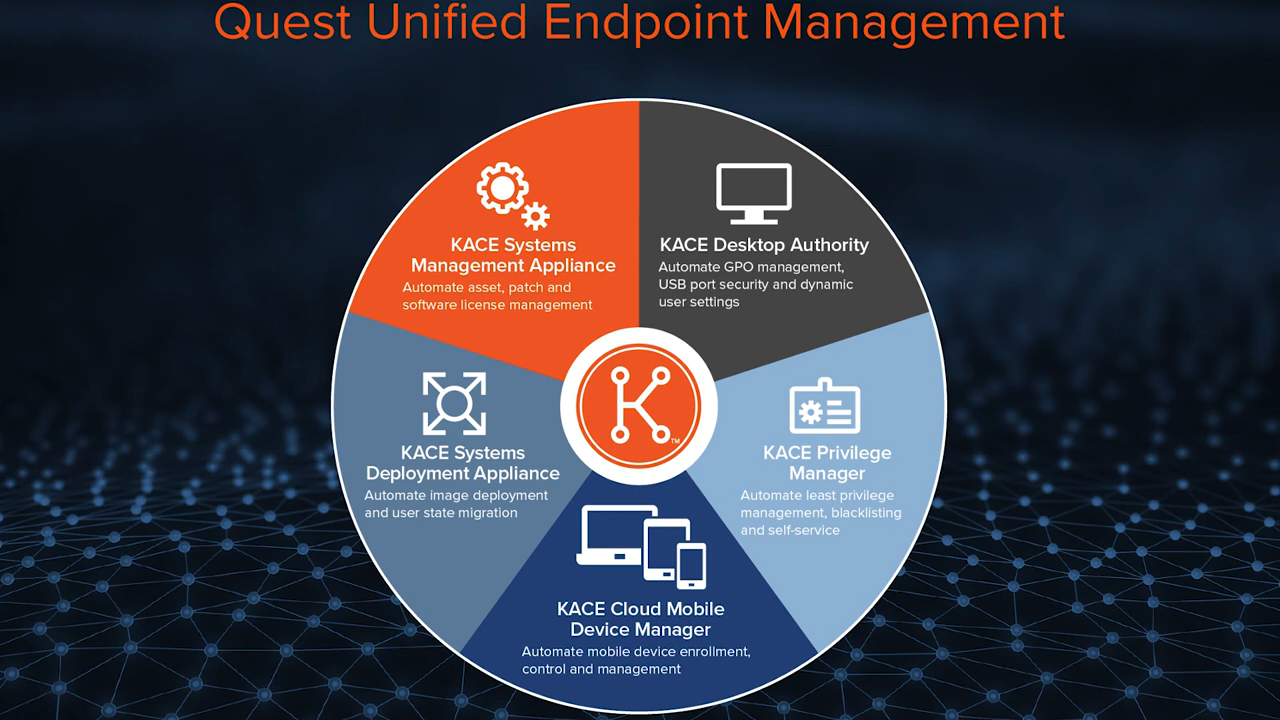 Quest Unified Endpoint Management
KACE Systems
Management Appliance
Automate asset, patch and
software license management
KACE Desktop Authority
Automate GPO management,
USB port security and dynamic
user settings
KACE Systems
Deployment Appliance
Automate image deployment
and user state migration
K
TM
KACE Privilege
Manager
Automate least privilege
management, blacklisting
and self-service
KACE Cloud Mobile
Device Manager
Automate mobile device enrollment,
control and management